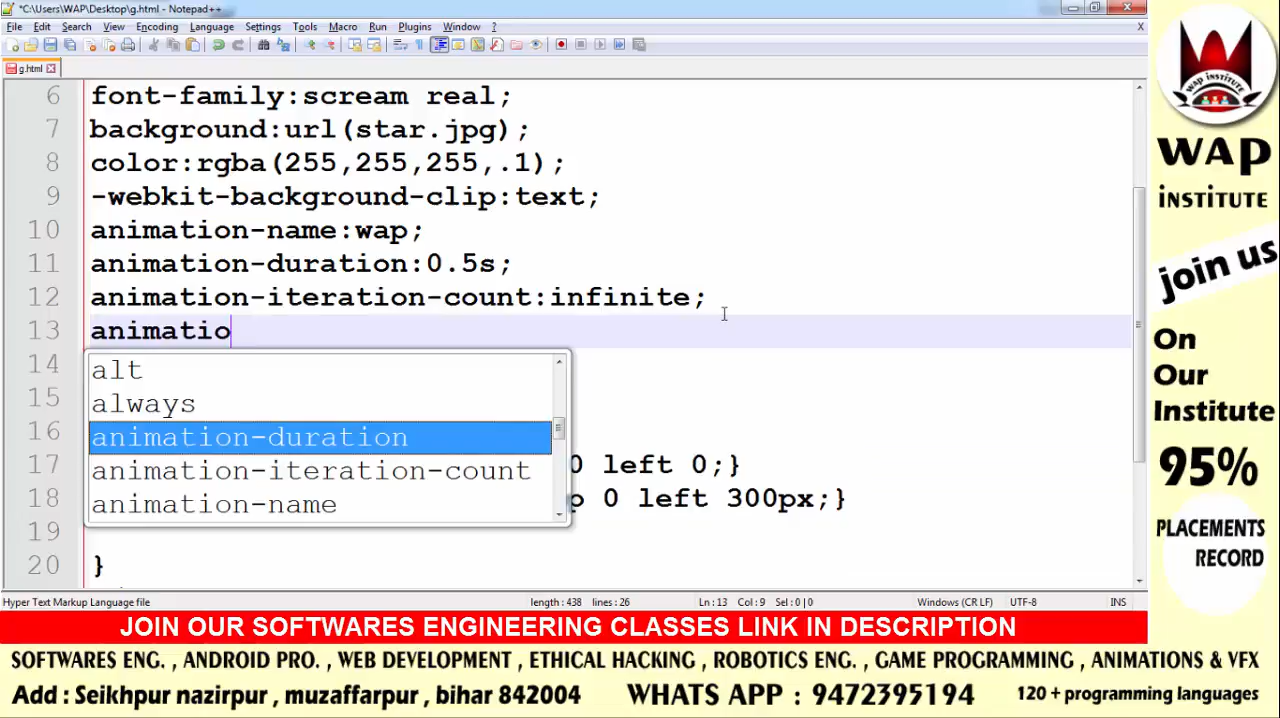 *C:\Users\WAP\Desktop\g.html - Notepad++
File Edit Search View Encoding Language Settings Tools Macro Run Plugins Window ? X
g.html
6 font-family:scream real;
7 background:url(star.jpg);
8 color:rgba(255,255,255,.1);
9 -webkit-background-clip:text;
10 animation-name:wap;
11 animation-duration:0.5s;
12 animation-iteration-count:infinite;
13 animatio
14 alt
15 always
16 animation-duration
animation-iteration-count
animation-name
17 0 left 0;}
18 p 0 left 300px;}
19
20 }
Hyper Text Markup Language file length : 438 lines : 26 Ln : 13 Col : 9 Sel : 0 | 0 Windows (CR LF) UTF-8 INS
wap institute
WAP
INSTITUTE
join us
On
Our
Institute
95%
PLACEMENTS
RECORD
JOIN OUR SOFTWARES ENGINEERING CLASSES LINK IN DESCRIPTION
SOFTWARES ENG. , ANDROID PRO. , WEB DEVELOPMENT , ETHICAL HACKING , ROBOTICS ENG. , GAME PROGRAMMING , ANIMATIONS & VFX
Add : Seikhpur nazirpur , muzaffarpur , bihar 842004 WHATS APP : 9472395194 120 + programming languages